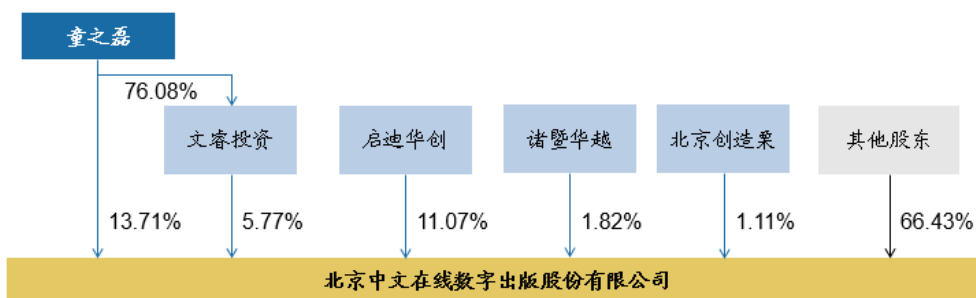 童之磊
76.08%
文睿投资
启迪华创
诸暨华越
北京创造栗
其他股东
13.71%
5.77%
11.07%
1.82%
1.11%
66.43%
北京中文在线数字出版股份有限公司